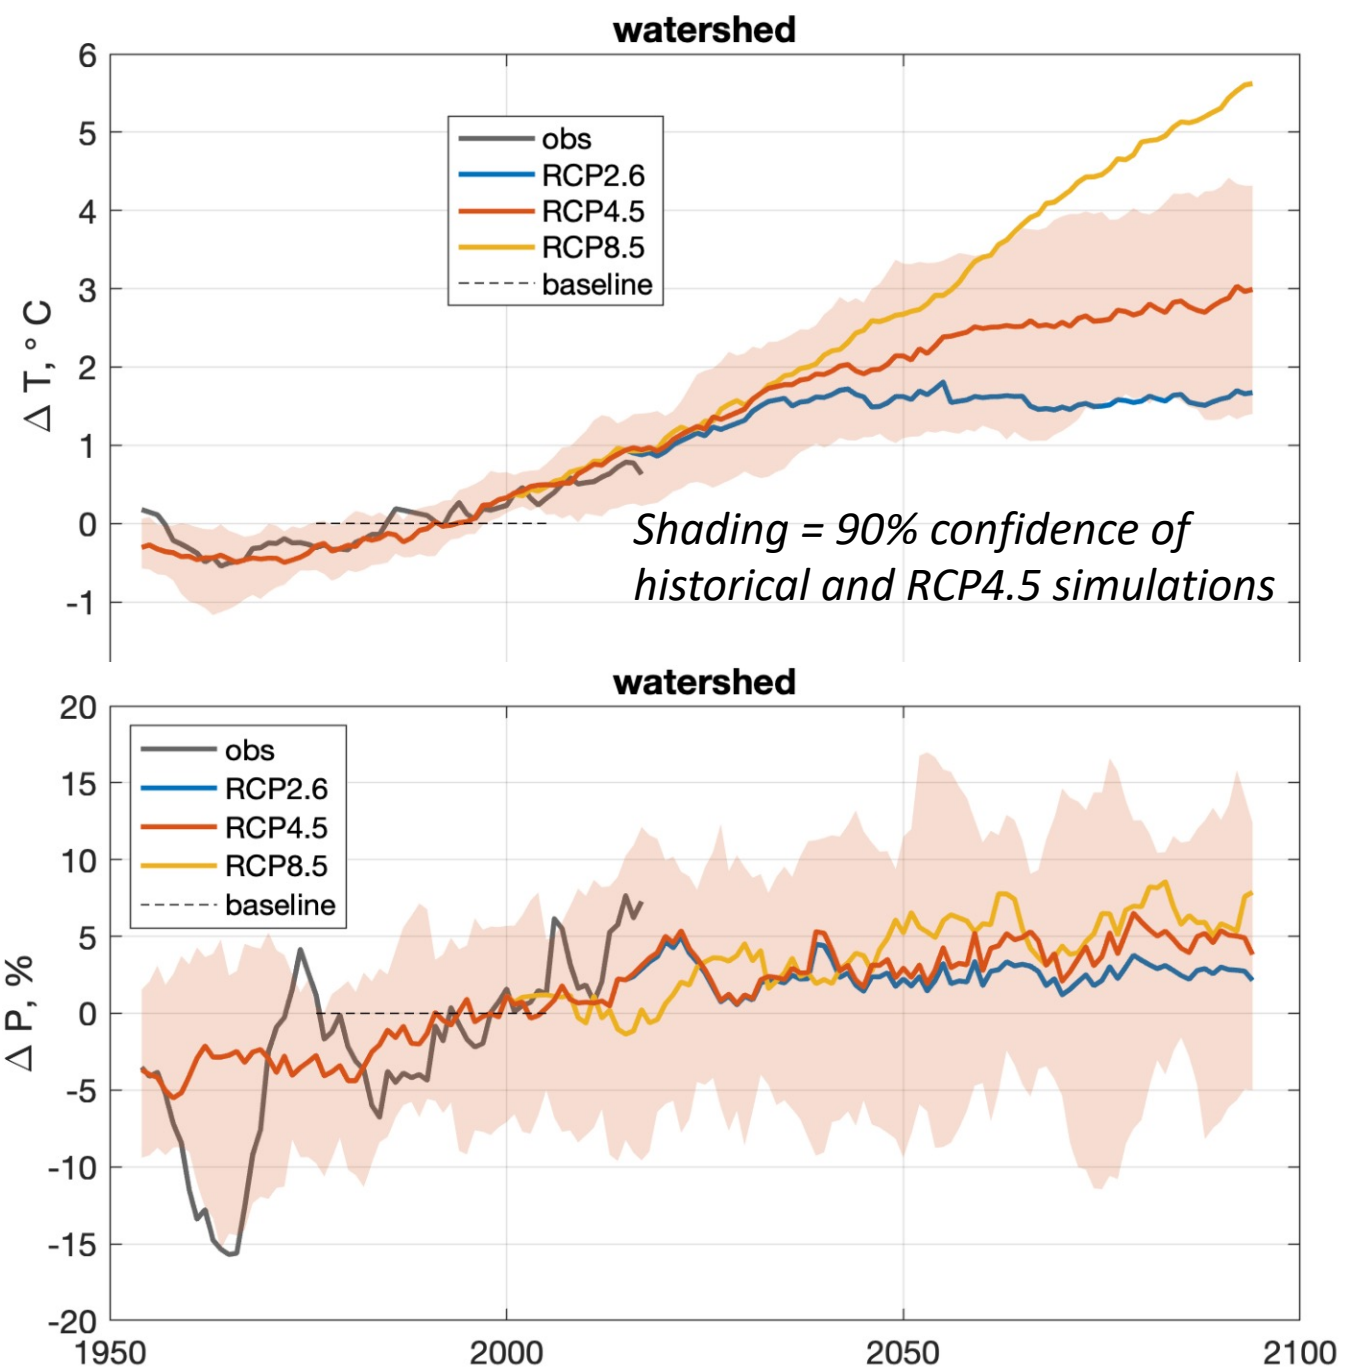 watershed
6
5
4
3
2
1
0
-1
Δ T, ° C
obs
RCP2.6
RCP4.5
RCP8.5
baseline
Shading = 90% confidence of
historical and RCP4.5 simulations
watershed
20
15
10
5
0
-5
-10
-15
-20
Δ P, %
obs
RCP2.6
RCP4.5
RCP8.5
baseline
1950 2000 2050 2100